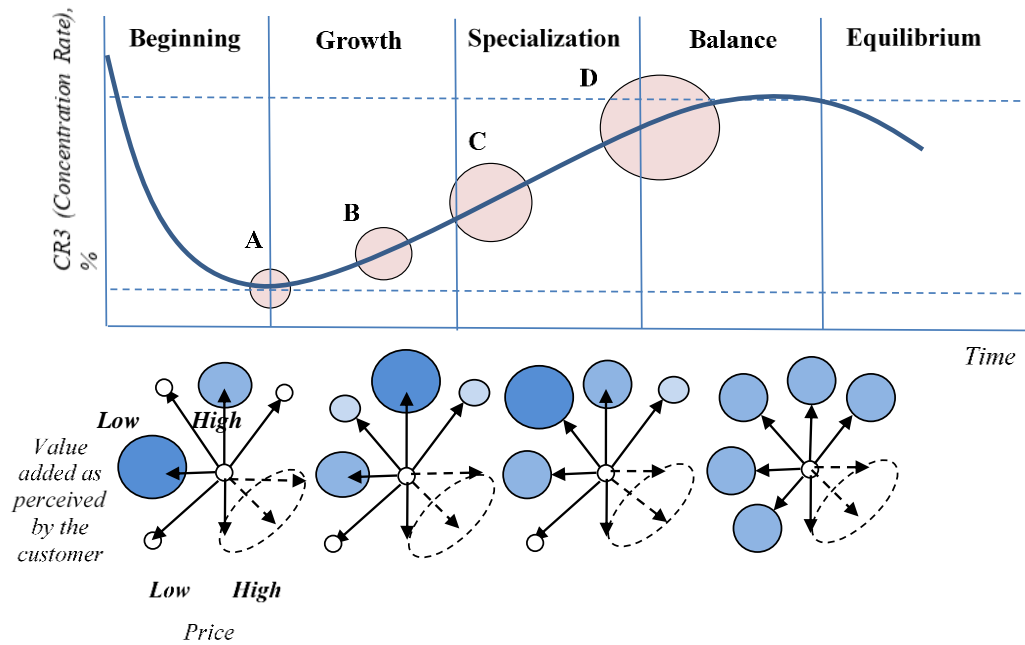 Beginning
Growth
Specialization
Balance
Equilibrium
CR3 (Concentration Rate),
%
A
B
C
D
Time
Low
High
Value
added as
perceived
by the
customer
Low
High
Price